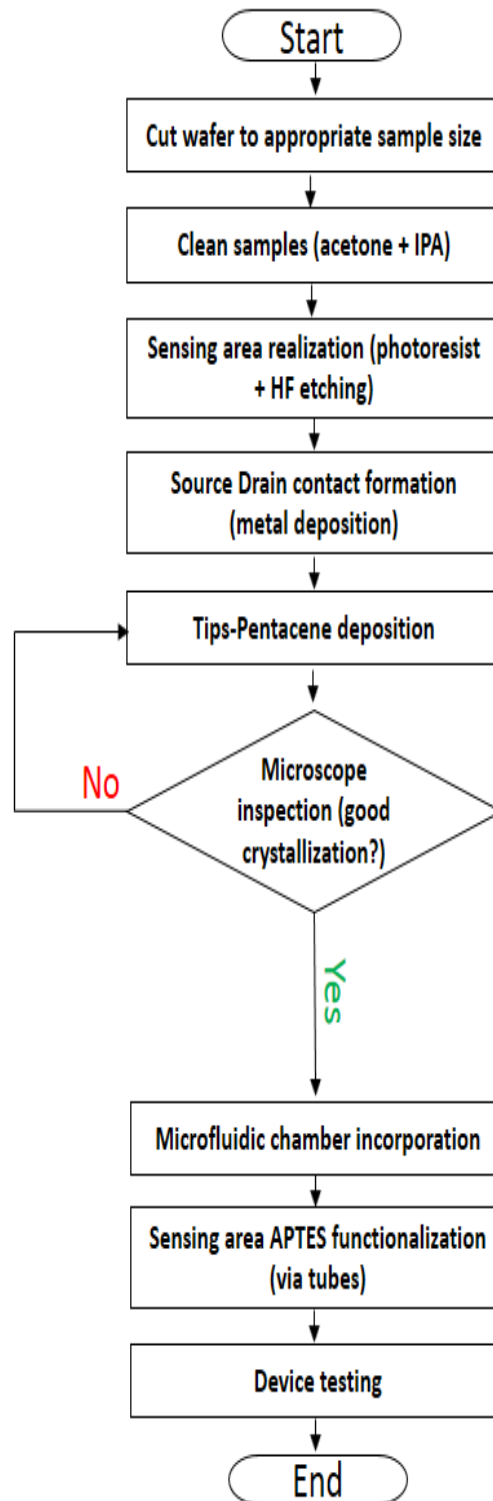 Start
Cut wafer to appropriate sample size
Clean samples (acetone + IPA)
Sensing area realization (photoresist
+ HF etching)
Source Drain contact formation
(metal deposition)
Tips-Pentacene deposition
No
Microscope
inspection (good
crystallization?)
Yes
Microfluidic chamber incorporation
Sensing area APTES functionalization
(via tubes)
Device testing
End